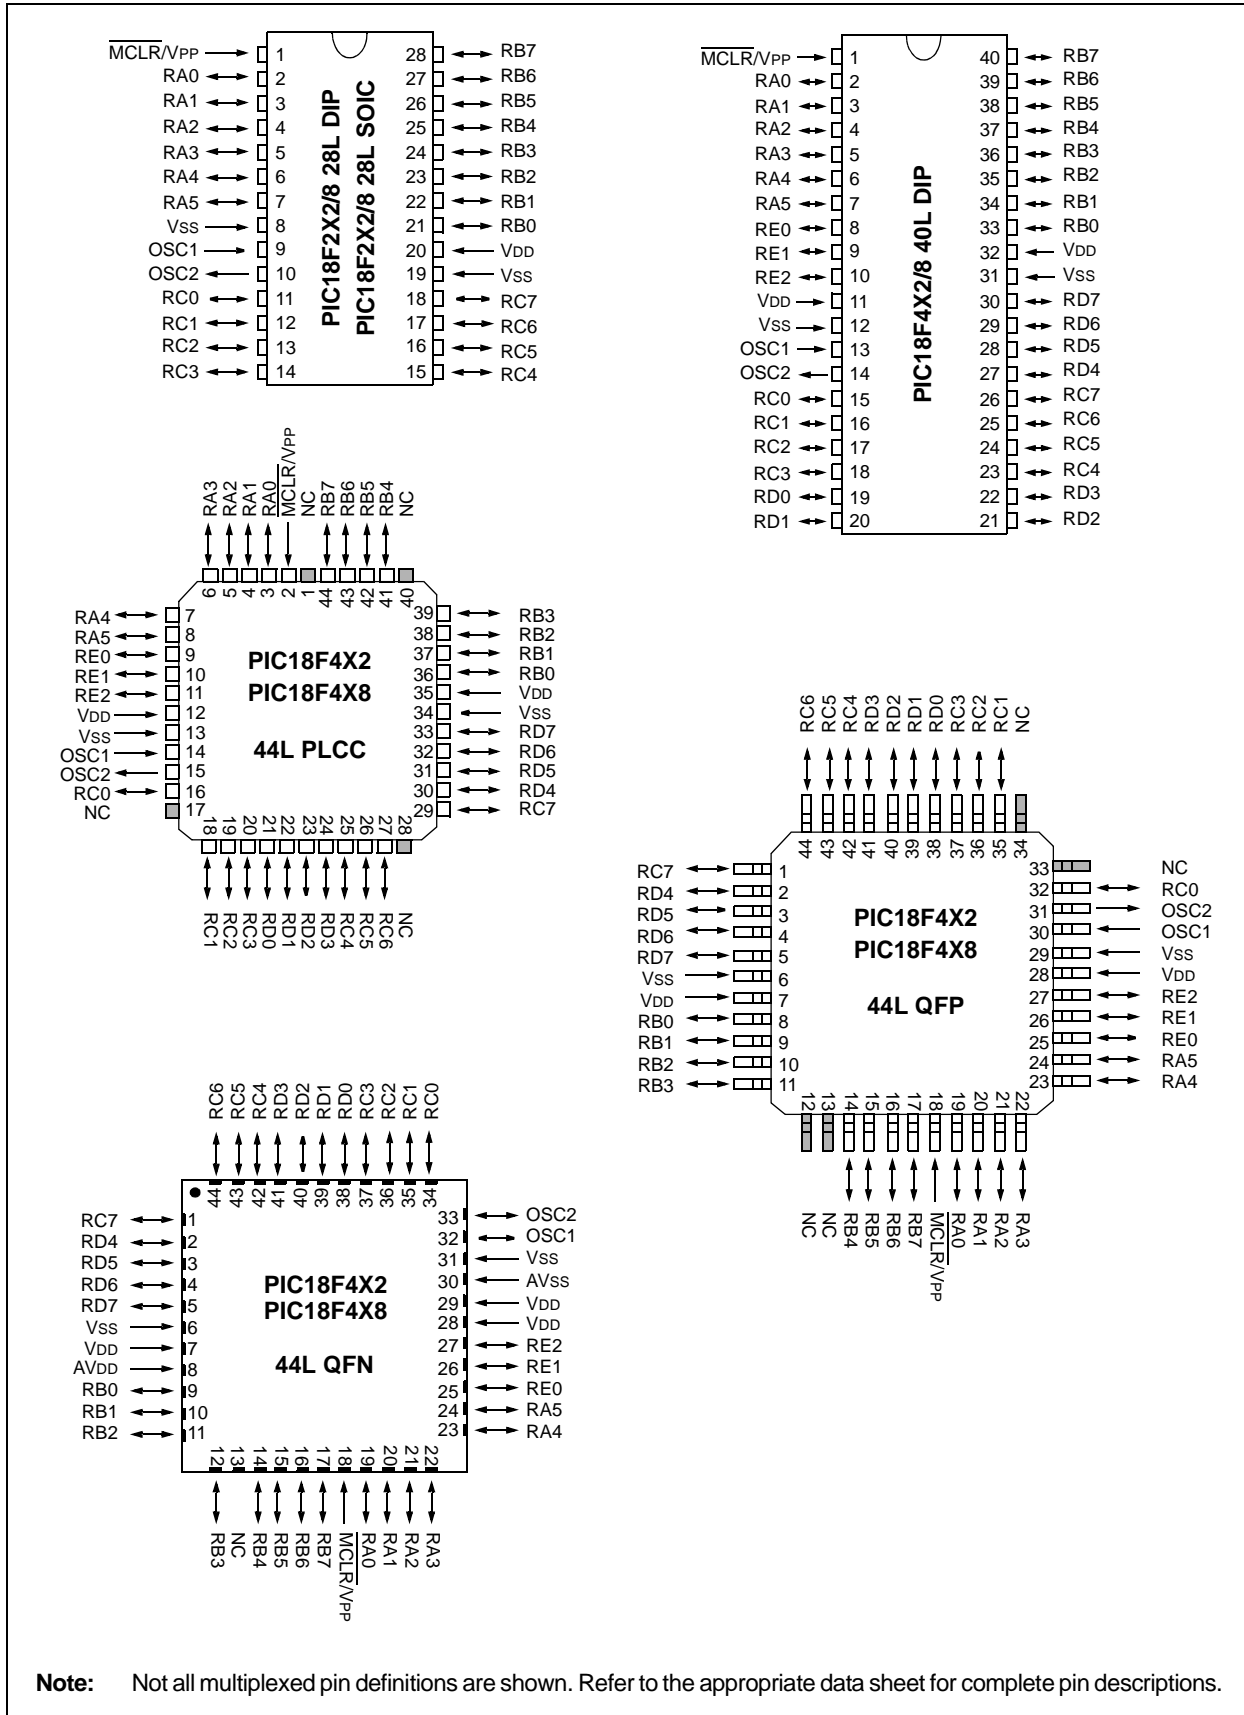 MCLR/VPP 1 28 RB7
RA0 2 27 RB6
RA1 3 26 RB5
RA2 4 25 RB4
RA3 5 24 RB3
RA4 6 23 RB2
RA5 7 22 RB1
VSS 8 21 RB0
OSC1 9 20 VDD
OSC2 10 19 VSS
RC0 11 18 RC7
RC1 12 17 RC6
RC2 13 16 RC5
RC3 14 15 RC4
PIC18F2X2/8 28L DIP
PIC18F2X2/8 28L SOIC
MCLR/VPP 1 40 RB7
RA0 2 39 RB6
RA1 3 38 RB5
RA2 4 37 RB4
RA3 5 36 RB3
RA4 6 35 RB2
RA5 7 34 RB1
RE0 8 33 RB0
RE1 9 32 VDD
RE2 10 31 VSS
VDD 11 30 RD7
VSS 12 29 RD6
OSC1 13 28 RD5
OSC2 14 27 RD4
RC0 15 26 RC7
RC1 16 25 RC6
RC2 17 24 RC5
RC3 18 23 RC4
RD0 19 22 RD3
RD1 20 21 RD2
PIC18F4X2/8 40L DIP
RA3 RA2 RA1 RA0 MCLR/VPP NC RB7 RB6 RB5 RB4 NC
6 5 4 3 2 1 44 43 42 41 40
RA4 7 39 RB3
RA5 8 38 RB2
RE0 9 37 RB1
RE1 10 36 RB0
RE2 11 35 VDD
VDD 12 34 VSS
VSS 13 33 RD7
OSC1 14 32 RD6
OSC2 15 31 RD5
RC0 16 30 RD4
NC 17 29 RC7
PIC18F4X2
PIC18F4X8
44L PLCC
18 19 20 21 22 23 24 25 26 27 28
RC1 RC2 RC3 RD0 RD1 RD2 RD3 RC4 RC5 RC6 NC
RC6 RC5 RC4 RD3 RD2 RD1 RD0 RC3 RC2 RC1 NC
44 43 42 41 40 39 38 37 36 35 34
RC7 1 33 NC
RD4 2 32 RC0
RD5 3 31 OSC2
RD6 4 30 OSC1
RD7 5 29 VSS
VSS 6 28 VDD
VDD 7 27 RE2
RB0 8 26 RE1
RB1 9 25 RE0
RB2 10 24 RA5
RB3 11 23 RA4
PIC18F4X2
PIC18F4X8
44L QFP
12 13 14 15 16 17 18 19 20 21 22
NC NC RB4 RB5 RB6 RB7 MCLR/VPP RA0 RA1 RA2 RA3
RC6 RC5 RC4 RD3 RD2 RD1 RD0 RC3 RC2 RC1 RC0
44 43 42 41 40 39 38 37 36 35 34
RC7 1 33 OSC2
RD4 2 32 OSC1
RD5 3 31 VSS
RD6 4 30 AVSS
RD7 5 29 VDD
VSS 6 28 VDD
VDD 7 27 RE2
AVDD 8 26 RE1
RB0 9 25 RE0
RB1 10 24 RA5
RB2 11 23 RA4
PIC18F4X2
PIC18F4X8
44L QFN
12 13 14 15 16 17 18 19 20 21 22
RB3 NC RB4 RB5 RB6 RB7 MCLR/VPP RA0 RA1 RA2 RA3
Note: Not all multiplexed pin definitions are shown. Refer to the appropriate data sheet for complete pin descriptions.